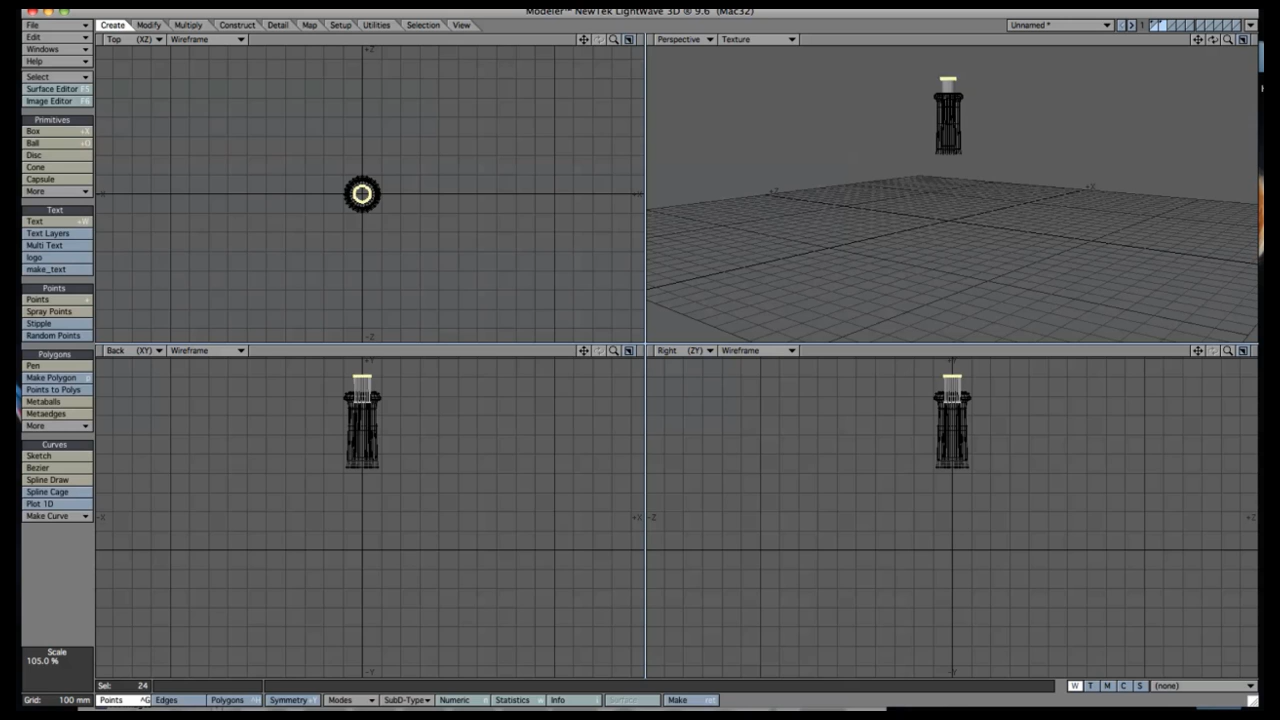 Modeler™ NewTek LightWave 3D ® 9.6 (Mac32)
File
Create Modify Multiply Construct Detail Map Setup Utilities Selection View
Unnamed * 1
Edit
Windows
Help
Select
Surface Editor F5
Image Editor F6
Primitives
Box +X
Ball +O
Disc
Cone
Capsule
More
Text
Text +W
Text Layers
Multi Text
logo
make_text
Points
Points +
Spray Points
Stipple
Random Points
Polygons
Pen
Make Polygon p
Points to Polys
Metaballs
Metaedges
More
Curves
Sketch
Bezier
Spline Draw
Spline Cage
Plot 1D
Make Curve
Scale
105.0 %
Grid: 100 mm
Top (XZ) Wireframe
+Z
-X
+X
-Z
Perspective Texture
+X
Back (XY) Wireframe
+Y
-X
+X
-Y
Right (ZY) Wireframe
+Y
-Z
+Z
-Y
Sel: 24
W T M C S (none)
Points ^G Edges Polygons ^H Symmetry +Y Modes SubD-Type Numeric n Statistics w Info i Surface Make ret